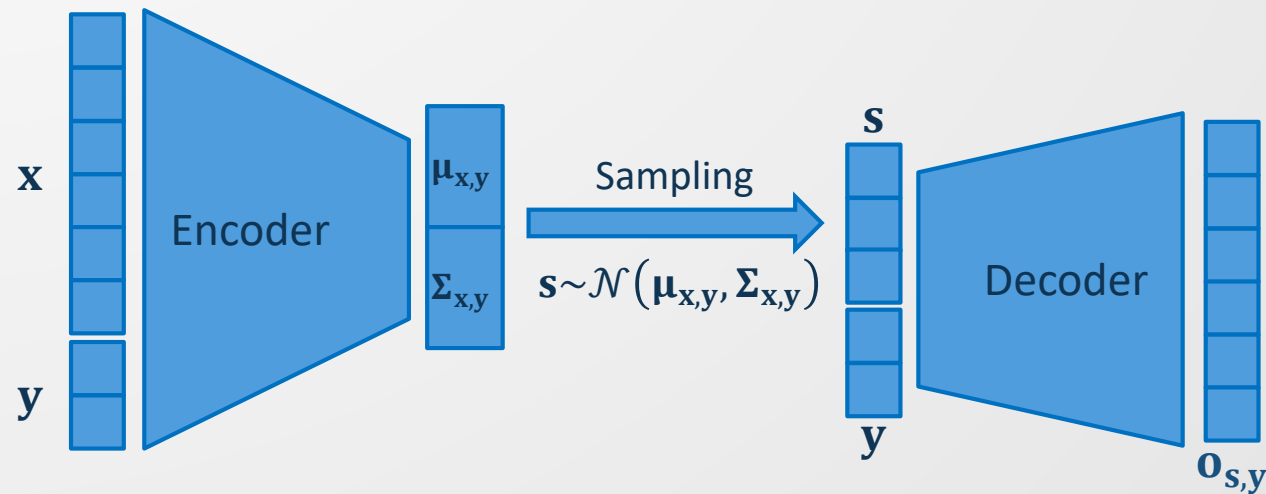 x
y
Encoder
μx,y
Σx,y
Sampling
s~𝒩(μx,y, Σx,y)
s
y
Decoder
os,y